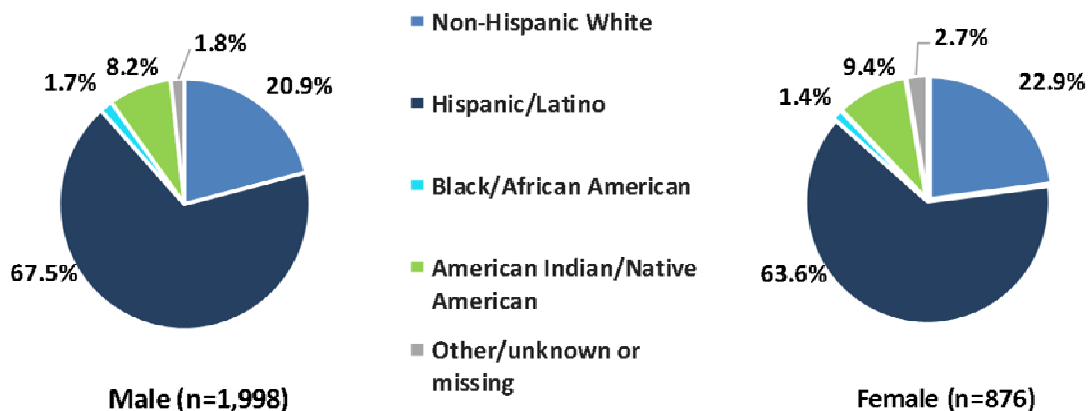 1.8%
8.2%
1.7%
20.9%
67.5%
Male (n=1,998)
Non-Hispanic White
Hispanic/Latino
Black/African American
American Indian/Native
American
Other/unknown or
missing
2.7%
9.4%
1.4%
22.9%
63.6%
Female (n=876)